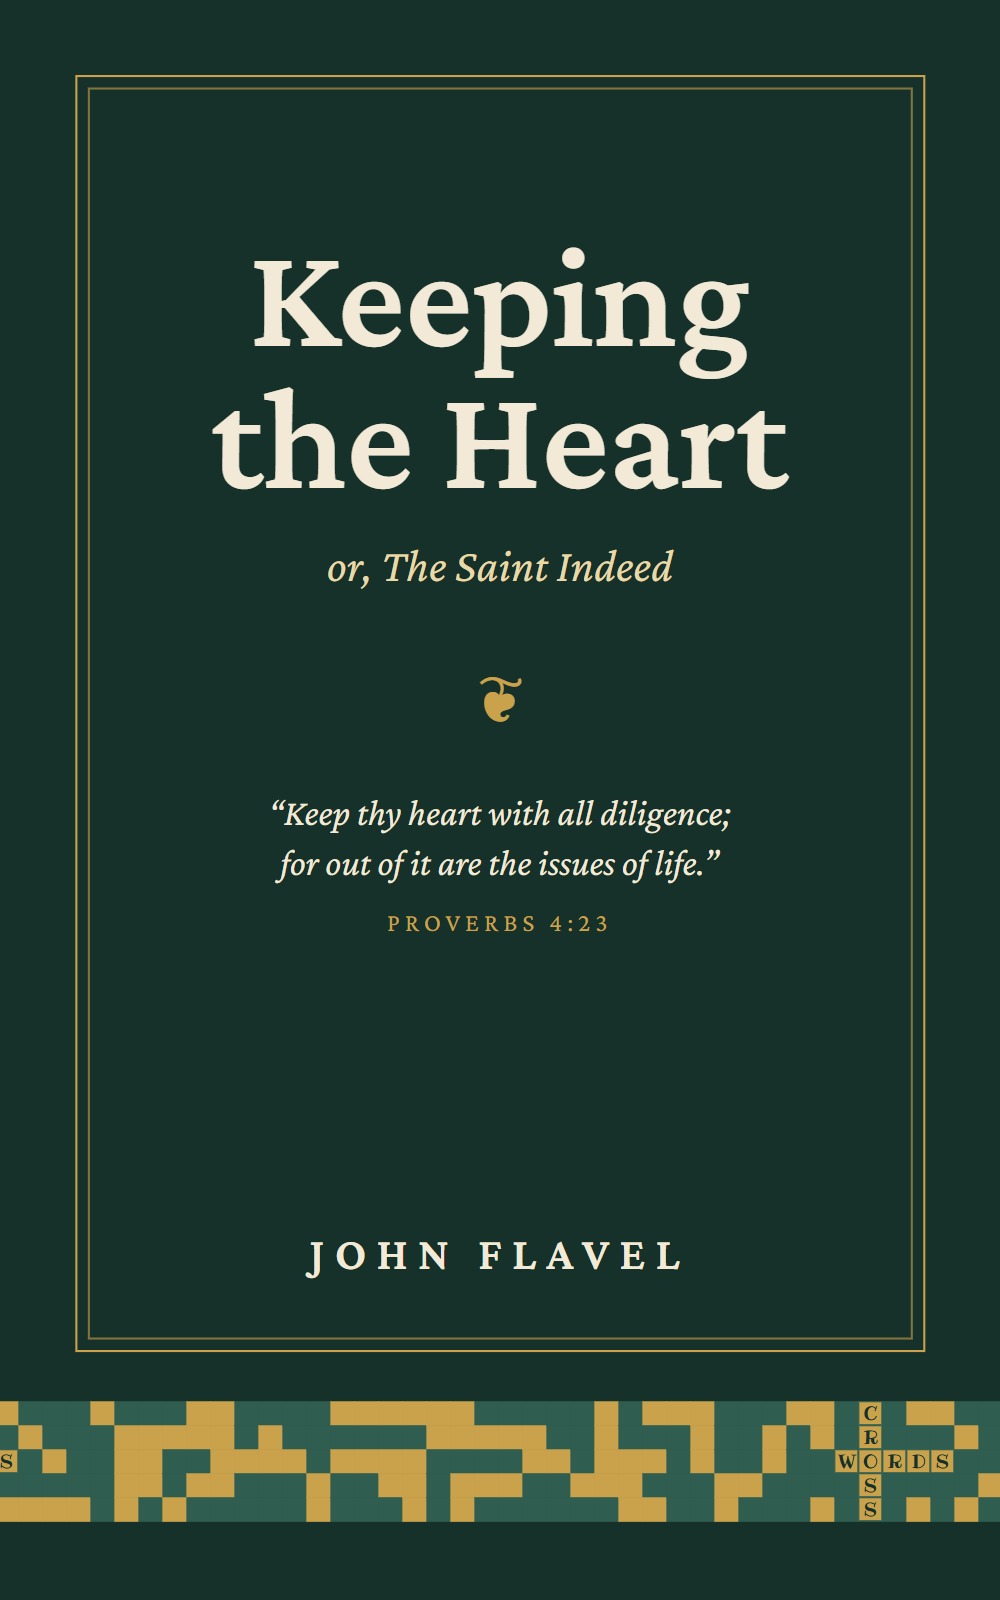 Keeping
the Heart
or, The Saint Indeed
“Keep thy heart with all diligence;
for out of it are the issues of life.”
PROVERBS 4:23
JOHN FLAVEL
CROSS
S
WORDS